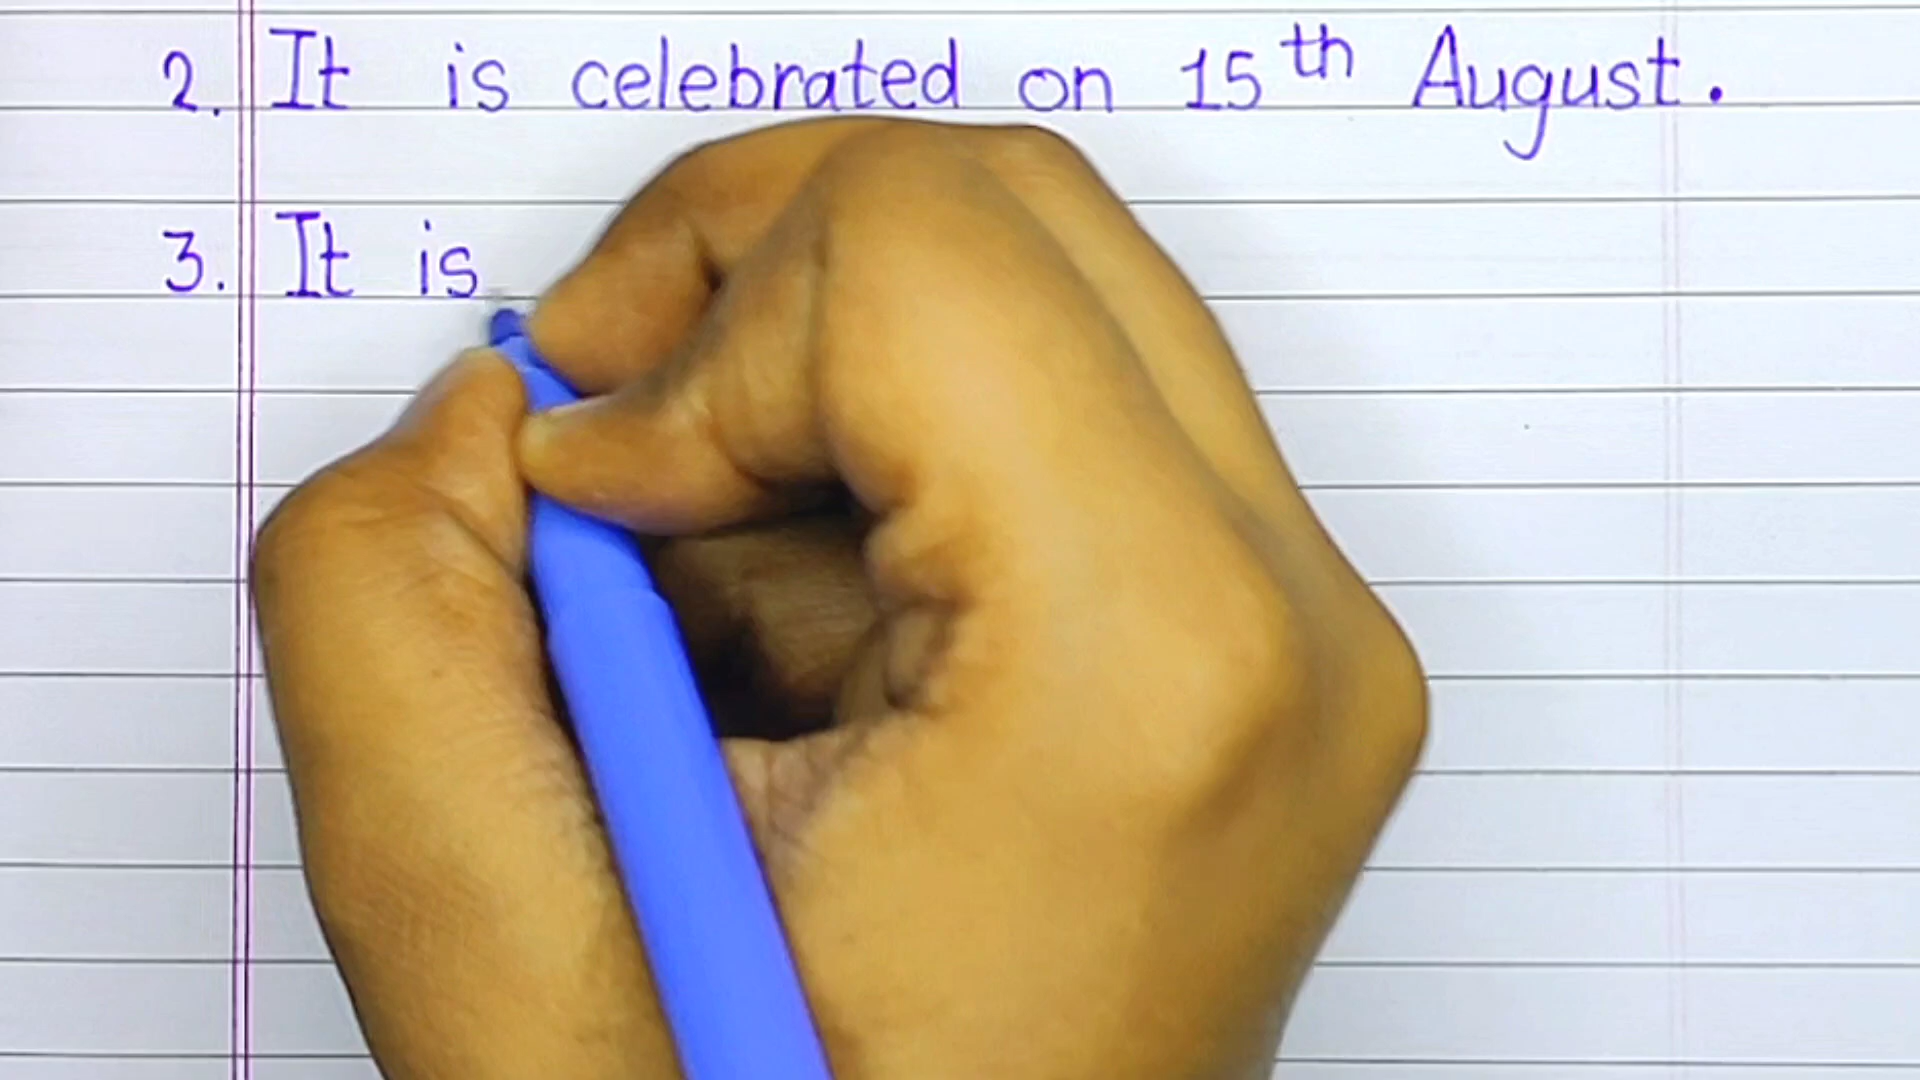 2. It is celebrated on 15th August.
3. It is